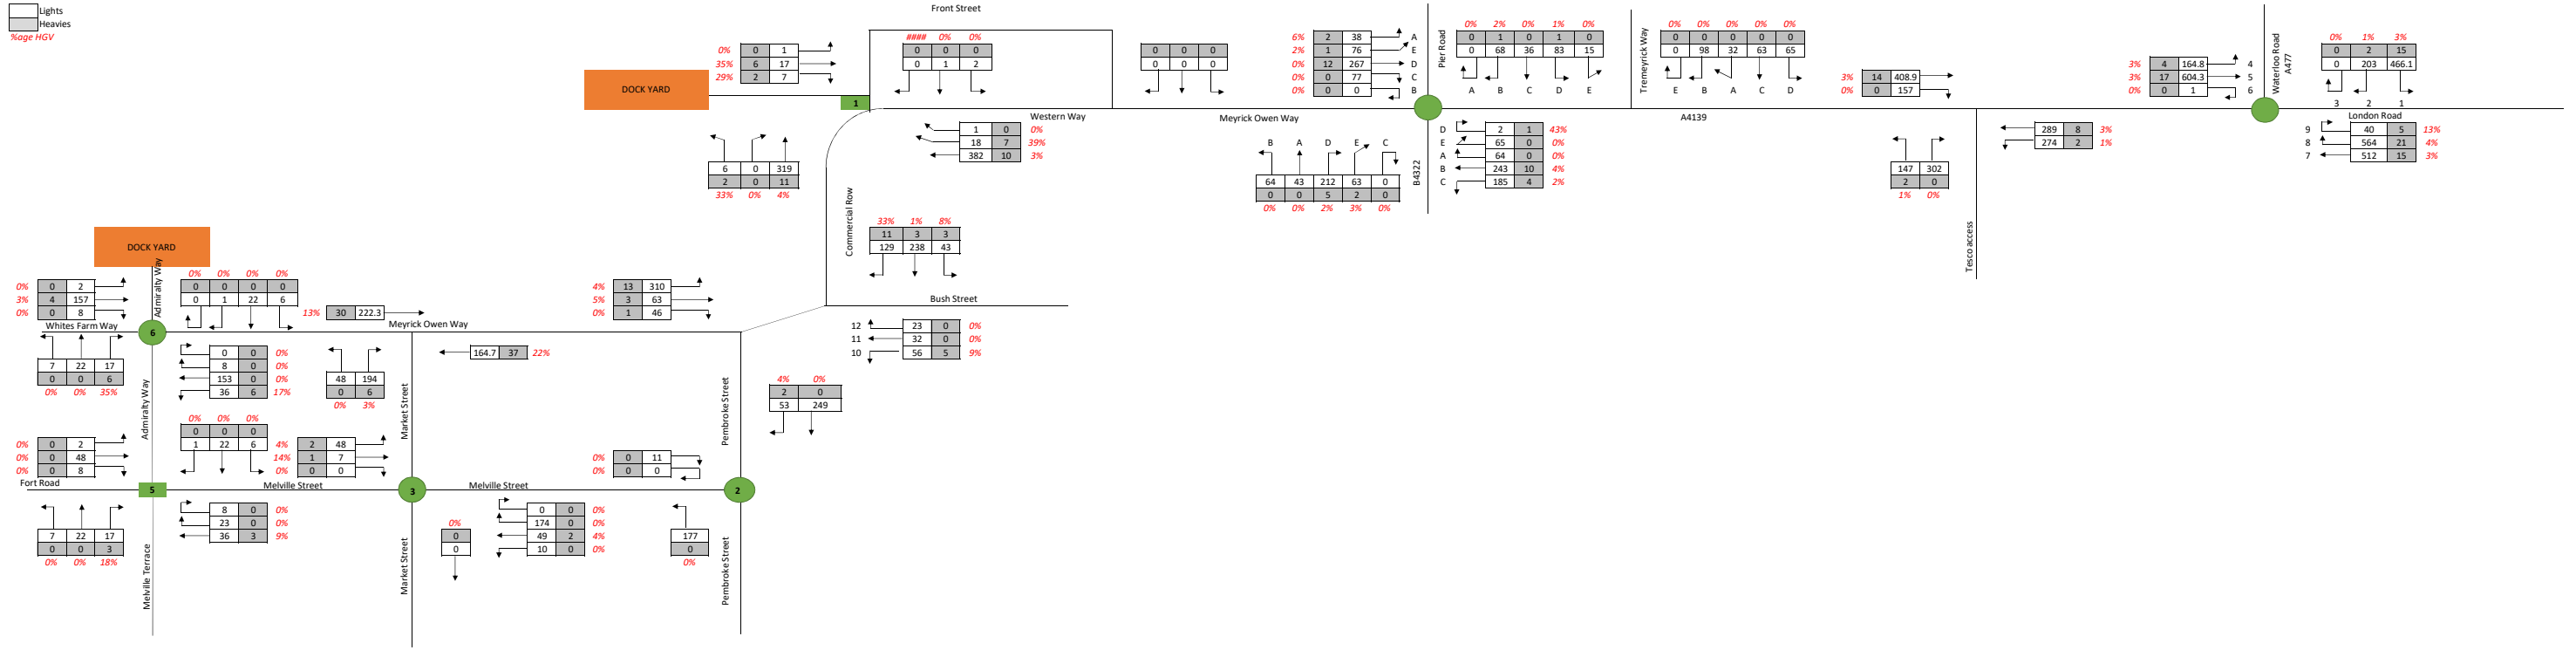 Lights
Heavies
%age HGV
Front Street
0% 0 1
35% 6 17
29% 2 7
DOCK YARD
1
#### 0% 0%
0 0 0
0 1 2
0 0 0
0 0 0
6% 2 38 A
2% 1 76 E
0% 12 267 D
0% 0 77 C
0% 0 0 B
Pier Road
0% 2% 0% 1% 0%
0 1 0 1 0
0 68 36 83 15
A B C D E
Tremeyrick Way
0% 0% 0% 0% 0%
0 0 0 0 0
0 98 32 63 65
E B A C D
3% 14 408.9
0% 0 157
3% 4 164.8 4
3% 17 604.3 5
0% 0 1 6
Waterloo Road
A477
0% 1% 3%
0 2 15
0 203 466.1
3 2 1
Western Way
Meyrick Owen Way
A4139
London Road
1 0 0%
18 7 39%
382 10 3%
6 0 319
2 0 11
33% 0% 4%
B A D E C
64 43 212 63 0
0 0 5 2 0
0% 0% 2% 3% 0%
B4322
D 2 1 43%
E 65 0 0%
A 64 0 0%
B 243 10 4%
C 185 4 2%
147 302
2 0
1% 0%
Tesco access
289 8 3%
274 2 1%
9 40 5 13%
8 564 21 4%
7 512 15 3%
Commercial Row
33% 1% 8%
11 3 3
129 238 43
DOCK YARD
Admiralty Way
0% 0 2
3% 4 157
0% 0 8
0% 0% 0% 0%
0 0 0 0
0 1 22 6
13% 30 222.3
4% 13 310
5% 3 63
0% 1 46
Bush Street
Whites Farm Way
6
Meyrick Owen Way
12 23 0 0%
11 32 0 0%
10 56 5 9%
7 22 17
0 0 6
0% 0% 35%
0 0 0%
8 0 0%
153 0 0%
36 6 17%
48 194
0 6
0% 3%
164.7 37 22%
Admiralty Way
Market Street
Pembroke Street
4% 0%
2 0
53 249
0% 0 2
0% 0 48
0% 0 8
0% 0% 0%
0 0 0
1 22 6
4% 2 48
14% 1 7
0% 0 0
0% 0 11
0% 0 0
Fort Road
5
Melville Street
3
Melville Street
2
7 22 17
0 0 3
0% 0% 18%
Melville Terrace
8 0 0%
23 0 0%
36 3 9%
Market Street
0%
0
0
0 0 0%
174 0 0%
49 2 4%
10 0 0%
177
0
0%
Pembroke Street